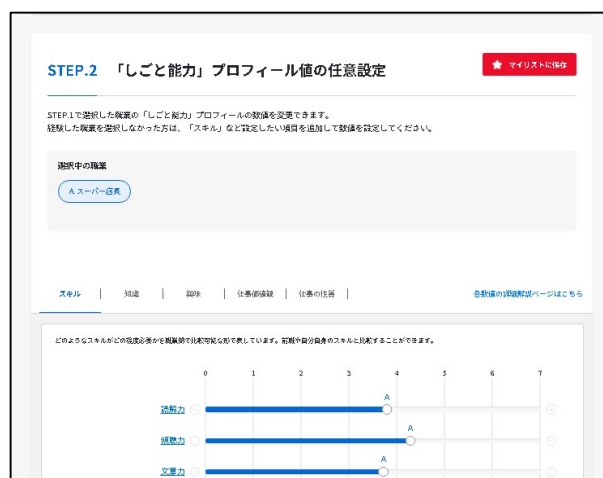 STEP.2 「しごと能力」プロフィール値の任意設定
マイリストに保存
STEP.1で選択した職業の「しごと能力」プロフィールの数値を変更できます。
経験した職業を選択しなかった方は、「スキル」など設定したい項目を追加して数値を設定してください。
選択中の職業
A.スーパー店長
スキル 知識 興味 仕事価値観 仕事の性質
各数値の詳細解説ページはこちら
どのようなスキルがどの程度必要かを職業間で比較可能な形で表しています。前職や自分自身のスキルと比較することができます。
0 1 2 3 4 5 6 7
A
読解力
A
傾聴力
A
文章力